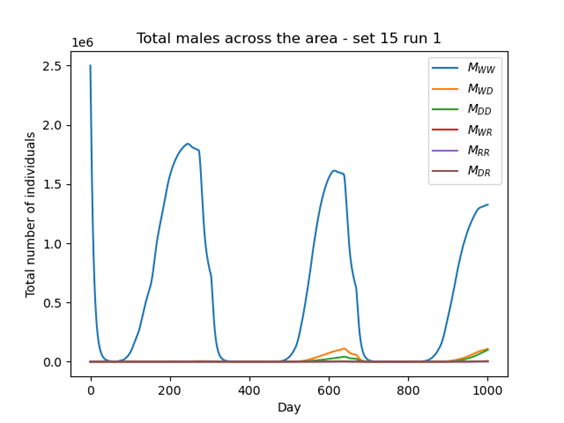 Total males across the area - set 15 run 1
1e6
2.5
2.0
1.5
1.0
0.5
0.0
Total number of individuals
0
200
400
600
800
1000
Day
M_WW
M_WD
M_DD
M_WR
M_RR
M_DR